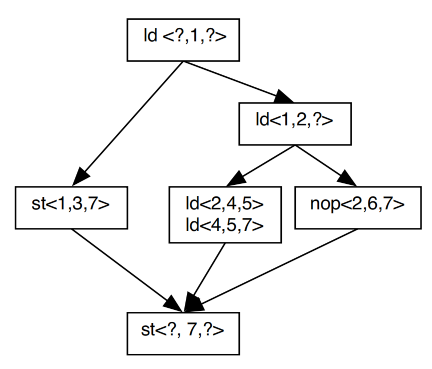 ld <?,1,?>
ld<1,2,?>
st<1,3,7>
ld<2,4,5>
ld<4,5,7>
nop<2,6,7>
st<?, 7,?>